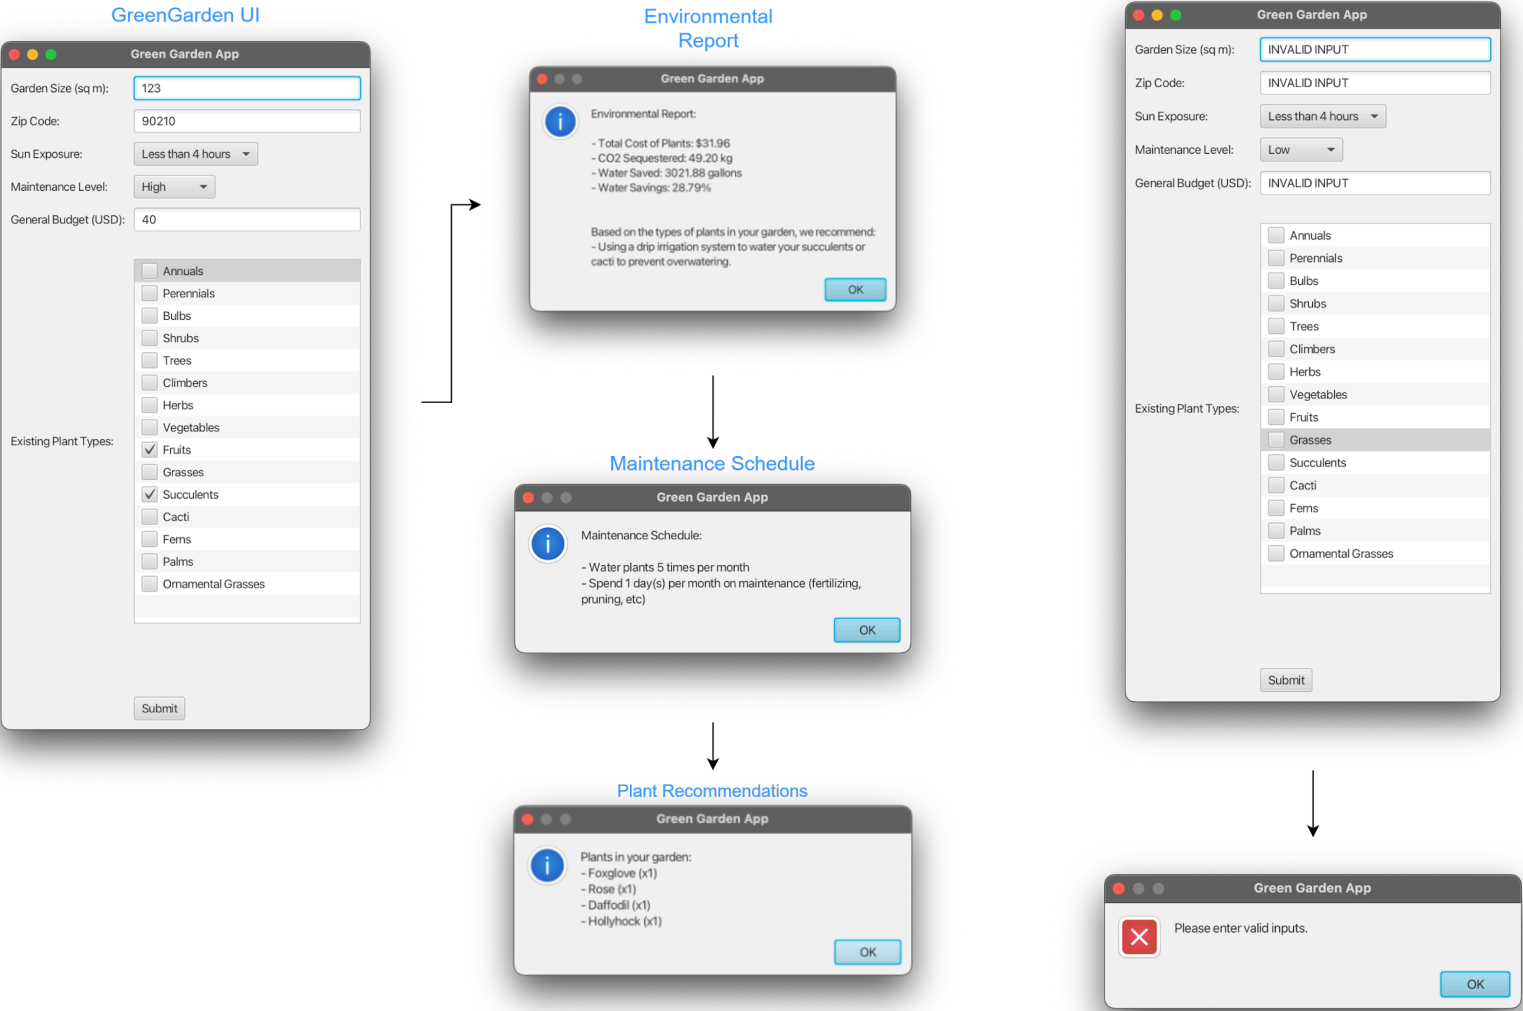 GreenGarden UI
Green Garden App
Garden Size (sq m): 123
Zip Code: 90210
Sun Exposure: Less than 4 hours
Maintenance Level: High
General Budget (USD): 40
Existing Plant Types:
Annuals
Perennials
Bulbs
Shrubs
Trees
Climbers
Herbs
Vegetables
Fruits
Grasses
Succulents
Cacti
Ferns
Palms
Ornamental Grasses
Submit
Environmental
Report
Green Garden App
Environmental Report:
- Total Cost of Plants: $31.96
- CO2 Sequestered: 49.20 kg
- Water Saved: 3021.88 gallons
- Water Savings: 28.79%
Based on the types of plants in your garden, we recommend:
- Using a drip irrigation system to water your succulents or
cacti to prevent overwatering.
OK
Maintenance Schedule
Green Garden App
Maintenance Schedule:
- Water plants 5 times per month
- Spend 1 day(s) per month on maintenance (fertilizing,
pruning, etc)
OK
Plant Recommendations
Green Garden App
Plants in your garden:
- Foxglove (x1)
- Rose (x1)
- Daffodil (x1)
- Hollyhock (x1)
OK
Green Garden App
Garden Size (sq m): INVALID INPUT
Zip Code: INVALID INPUT
Sun Exposure: Less than 4 hours
Maintenance Level: Low
General Budget (USD): INVALID INPUT
Existing Plant Types:
Annuals
Perennials
Bulbs
Shrubs
Trees
Climbers
Herbs
Vegetables
Fruits
Grasses
Succulents
Cacti
Ferns
Palms
Ornamental Grasses
Submit
Green Garden App
Please enter valid inputs.
OK